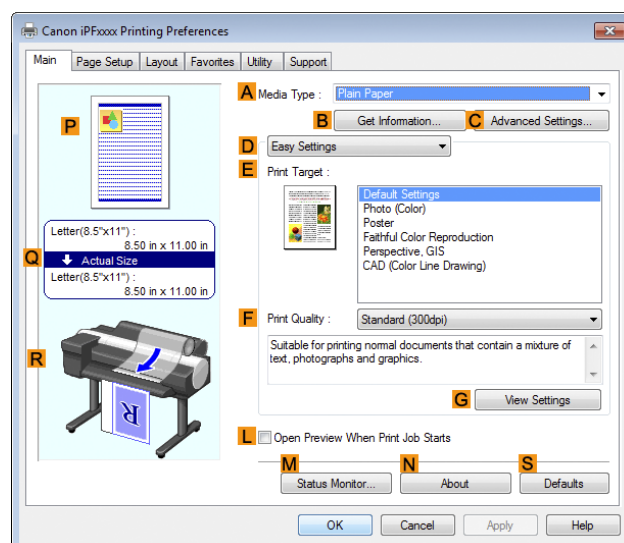 Canon iPFxxxx Printing Preferences
Main Page Setup Layout Favorites Utility Support
P
A Media Type : Plain Paper
B Get Information... C Advanced Settings...
D Easy Settings
E Print Target :
Default Settings
Photo (Color)
Poster
Faithful Color Reproduction
Perspective, GIS
CAD (Color Line Drawing)
Q
Letter(8.5"x11") :
8.50 in x 11.00 in
Actual Size
Letter(8.5"x11") :
8.50 in x 11.00 in
F Print Quality : Standard (300dpi)
Suitable for printing normal documents that contain a mixture of
text, photographs and graphics.
R
R
G View Settings
L Open Preview When Print Job Starts
M Status Monitor... N About S Defaults
OK Cancel Apply Help